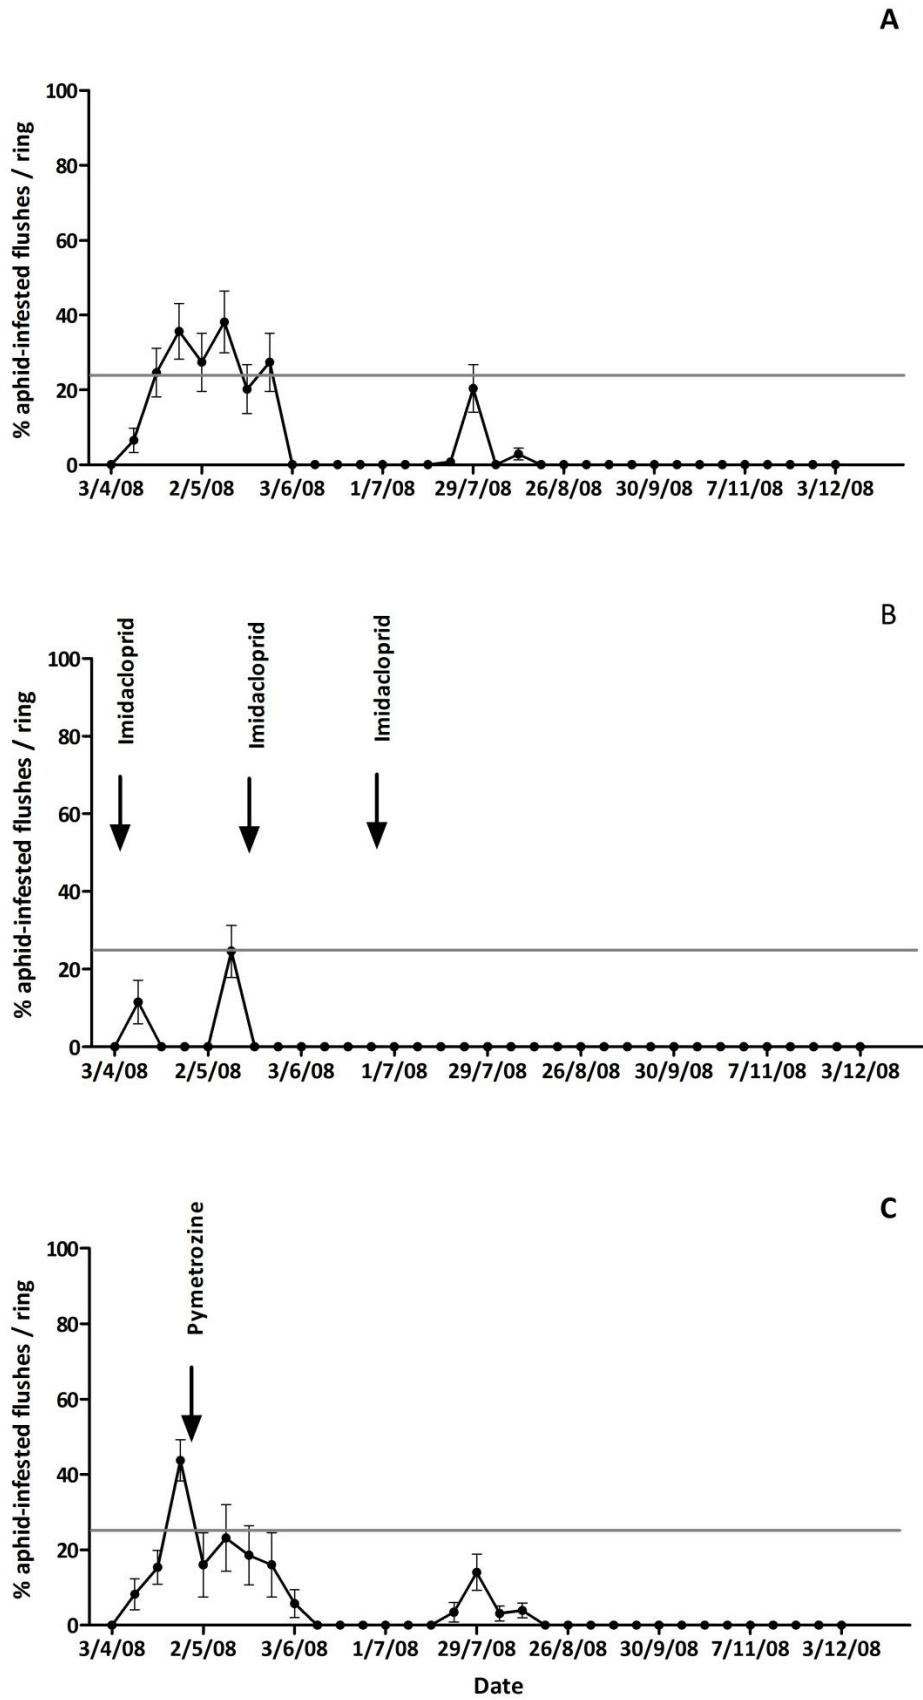 A
% aphid-infested flushes / ring
100
80
60
40
20
0
3/4/08 2/5/08 3/6/08 1/7/08 29/7/08 26/8/08 30/9/08 7/11/08 3/12/08
B
Imidacloprid
Imidacloprid
Imidacloprid
% aphid-infested flushes / ring
100
80
60
40
20
0
3/4/08 2/5/08 3/6/08 1/7/08 29/7/08 26/8/08 30/9/08 7/11/08 3/12/08
C
Pymetrozine
% aphid-infested flushes / ring
100
80
60
40
20
0
3/4/08 2/5/08 3/6/08 1/7/08 29/7/08 26/8/08 30/9/08 7/11/08 3/12/08
Date